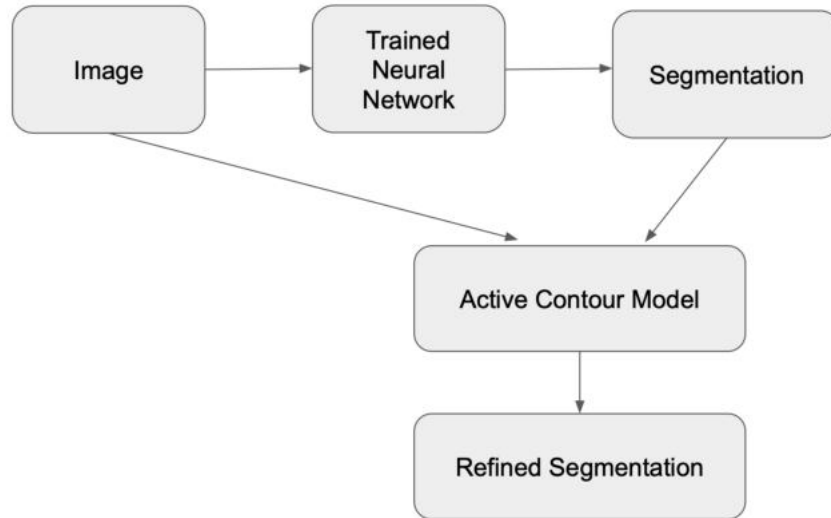 Image
Trained
Neural
Network
Segmentation
Active Contour Model
Refined Segmentation